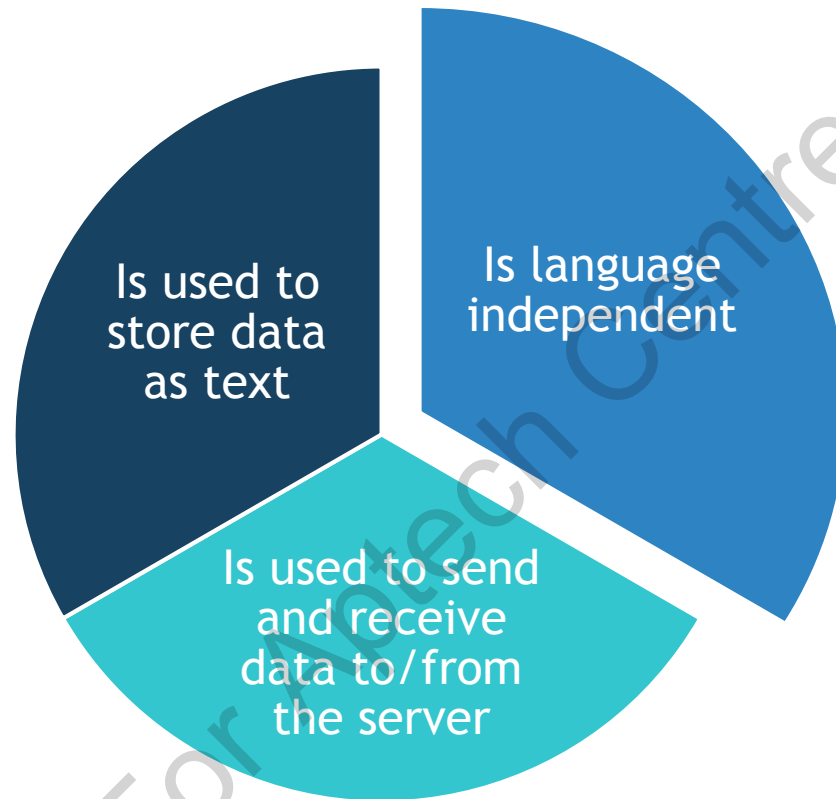 Is used to
store data
as text
Is language
independent
Is used to send
and receive
data to/from
the server
For Aptech Centre